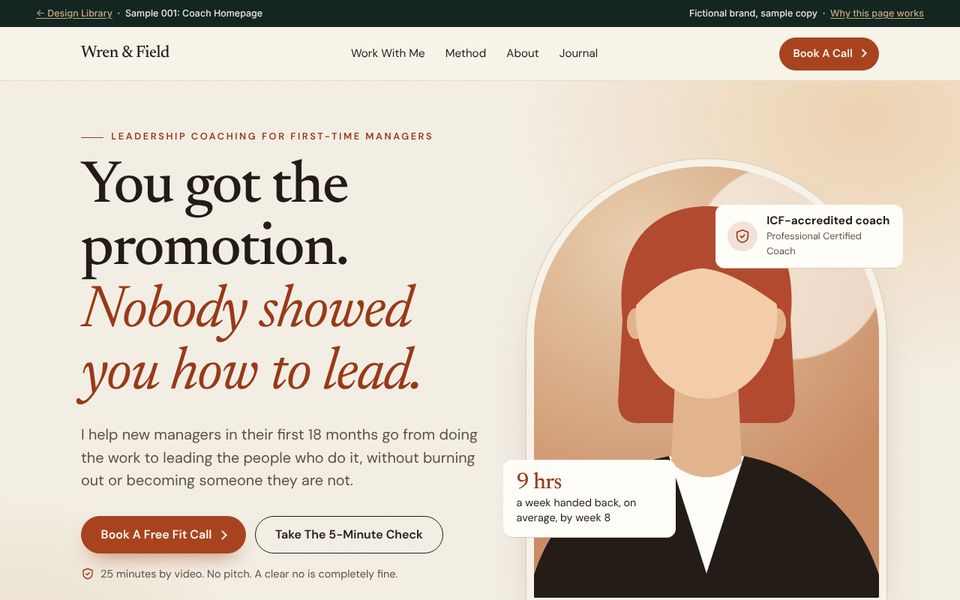 ← Design Library · Sample 001: Coach Homepage
Fictional brand, sample copy · Why this page works
Wren & Field
Work With Me
Method
About
Journal
Book A Call
LEADERSHIP COACHING FOR FIRST-TIME MANAGERS
You got the
promotion.
Nobody showed
you how to lead.
I help new managers in their first 18 months go from doing
the work to leading the people who do it, without burning
out or becoming someone they are not.
Book A Free Fit Call
Take The 5-Minute Check
25 minutes by video. No pitch. A clear no is completely fine.
ICF-accredited coach
Professional Certified
Coach
9 hrs
a week handed back, on
average, by week 8